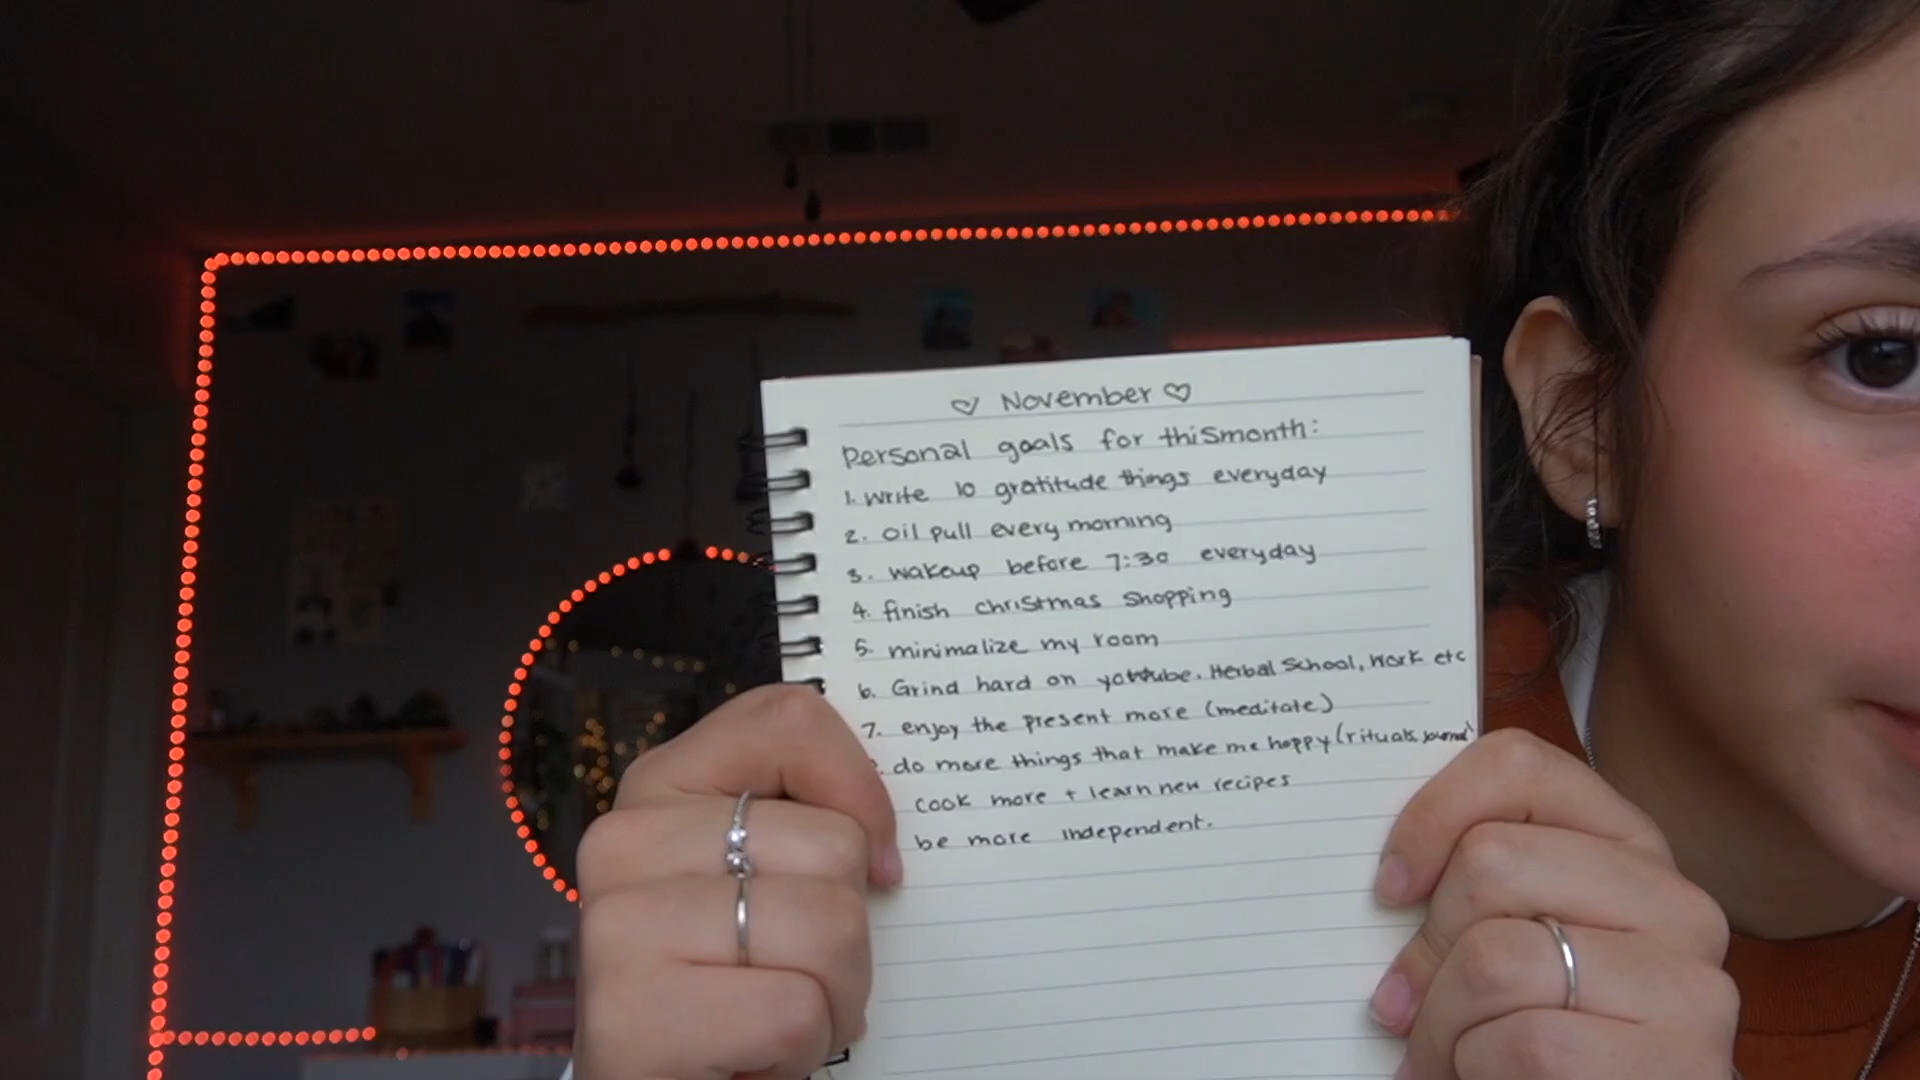 ♡ November ♡
Personal goals for this month:
1. write 10 gratitude things everyday
2. oil pull every morning
3. wakeup before 7:30 everyday
4. finish christmas shopping
5. minimalize my room
6. Grind hard on youtube, Herbal School, work etc
7. enjoy the present more (meditate)
. do more things that make me happy (rituals, journal)
cook more + learn new recipes
be more independent.